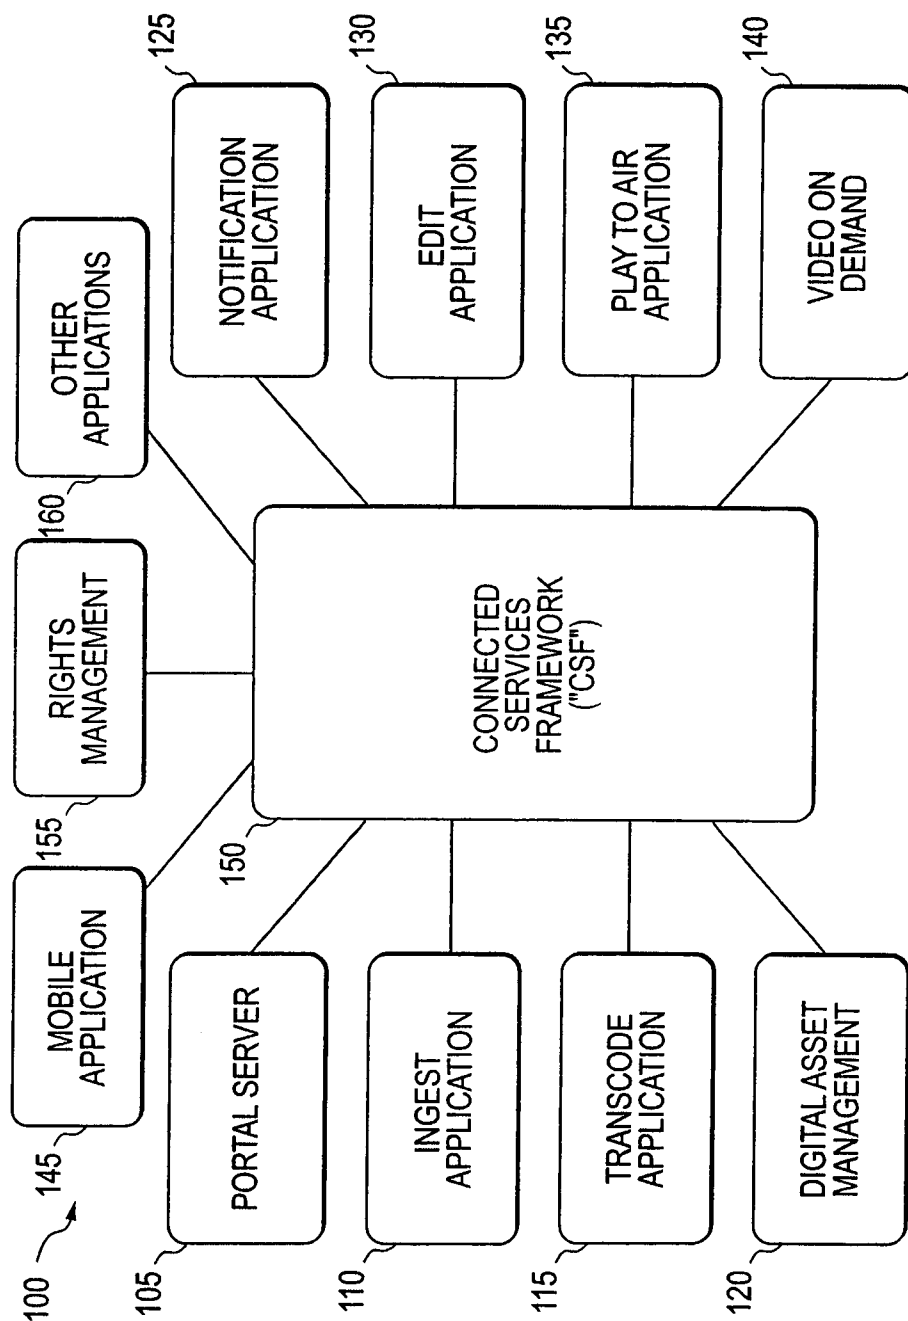 100
145
MOBILE
APPLICATION
155
RIGHTS
MANAGEMENT
160
OTHER
APPLICATIONS
105
PORTAL SERVER
110
INGEST
APPLICATION
115
TRANSCODE
APPLICATION
120
DIGITAL ASSET
MANAGEMENT
150
CONNECTED
SERVICES
FRAMEWORK
("CSF")
125
NOTIFICATION
APPLICATION
130
EDIT
APPLICATION
135
PLAY TO AIR
APPLICATION
140
VIDEO ON
DEMAND